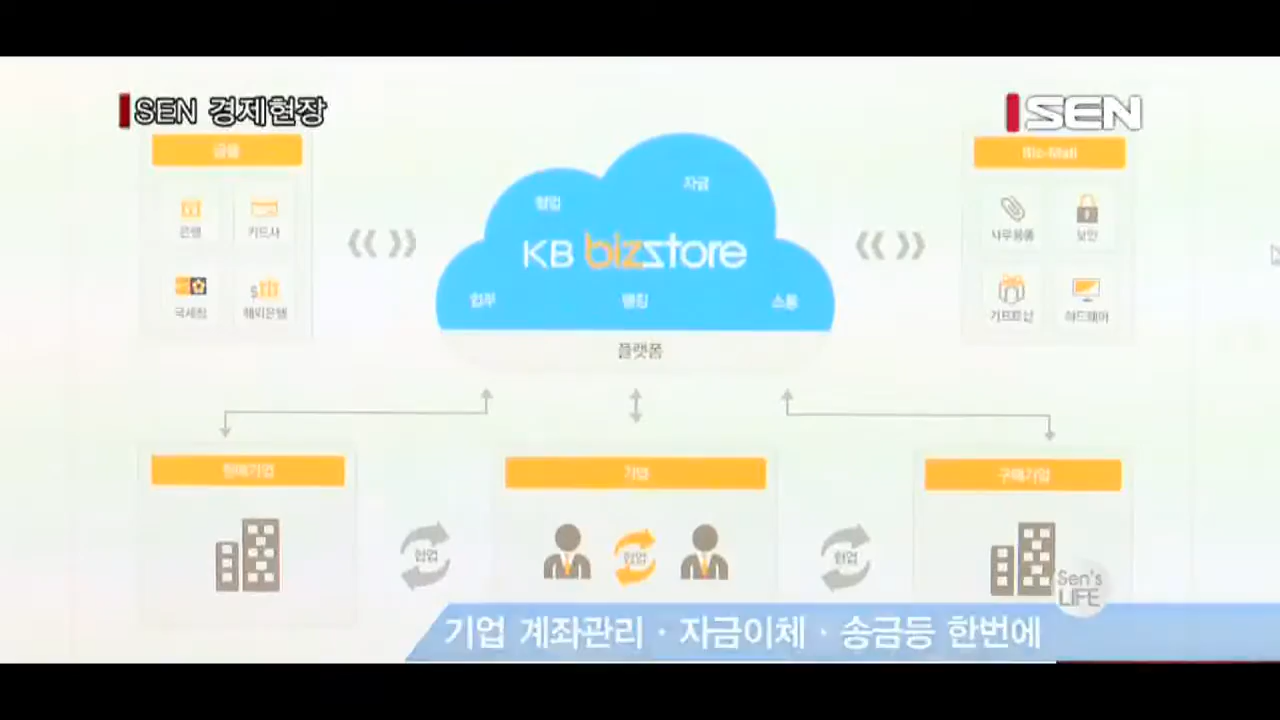 SEN 경제현장
SEN
금융
Biz-Mall
은행
카드사
국세청
해외은행
협업
자금
KB bizstore
업무
뱅킹
소통
플랫폼
사무용품
보안
기프트샵
하드웨어
판매기업
기업
구매기업
협업
협업
협업
Sen's
LIFE
기업 계좌관리 · 자금이체 · 송금등 한번에